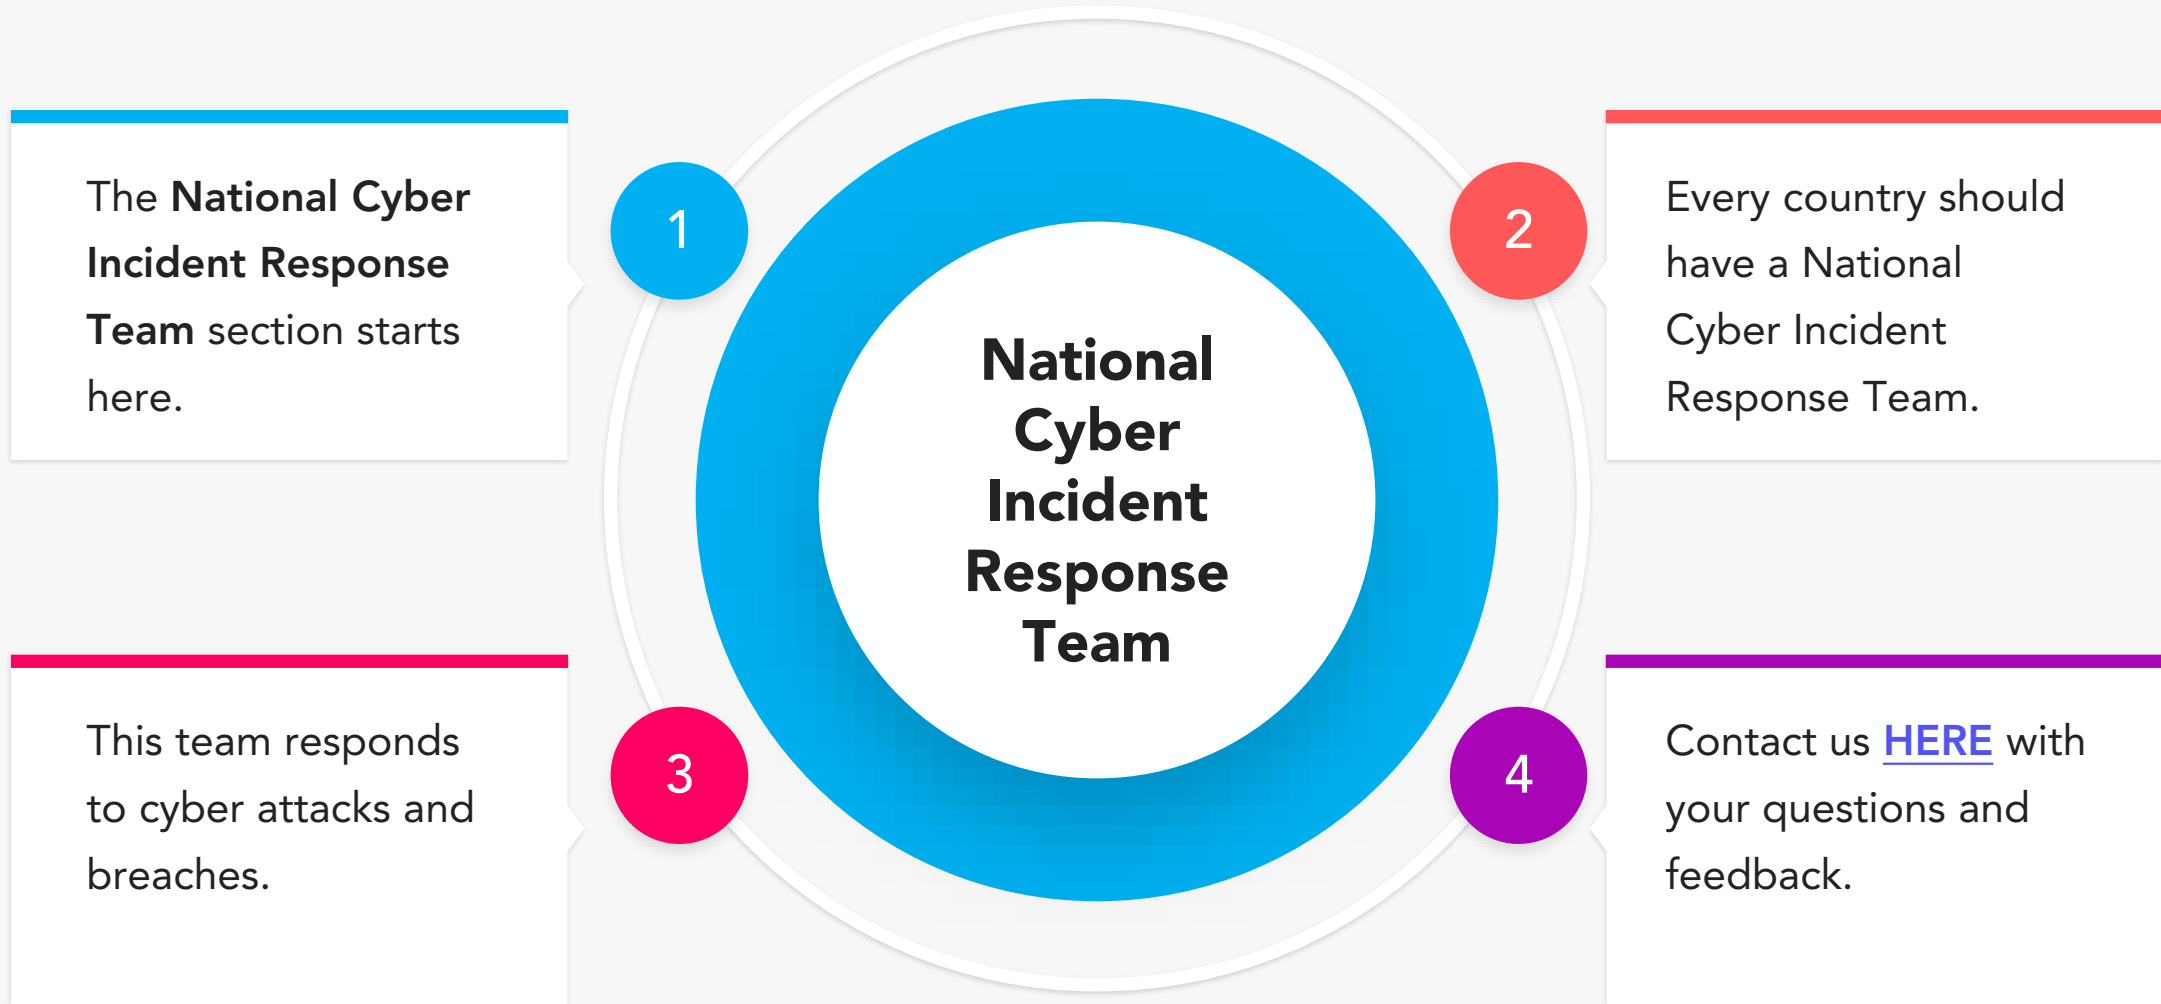 The National Cyber
Incident Response
Team section starts
here.
1
National
Cyber
Incident
Response
Team
2
Every country should
have a National
Cyber Incident
Response Team.
This team responds
to cyber attacks and
breaches.
3
4
Contact us HERE with
your questions and
feedback.